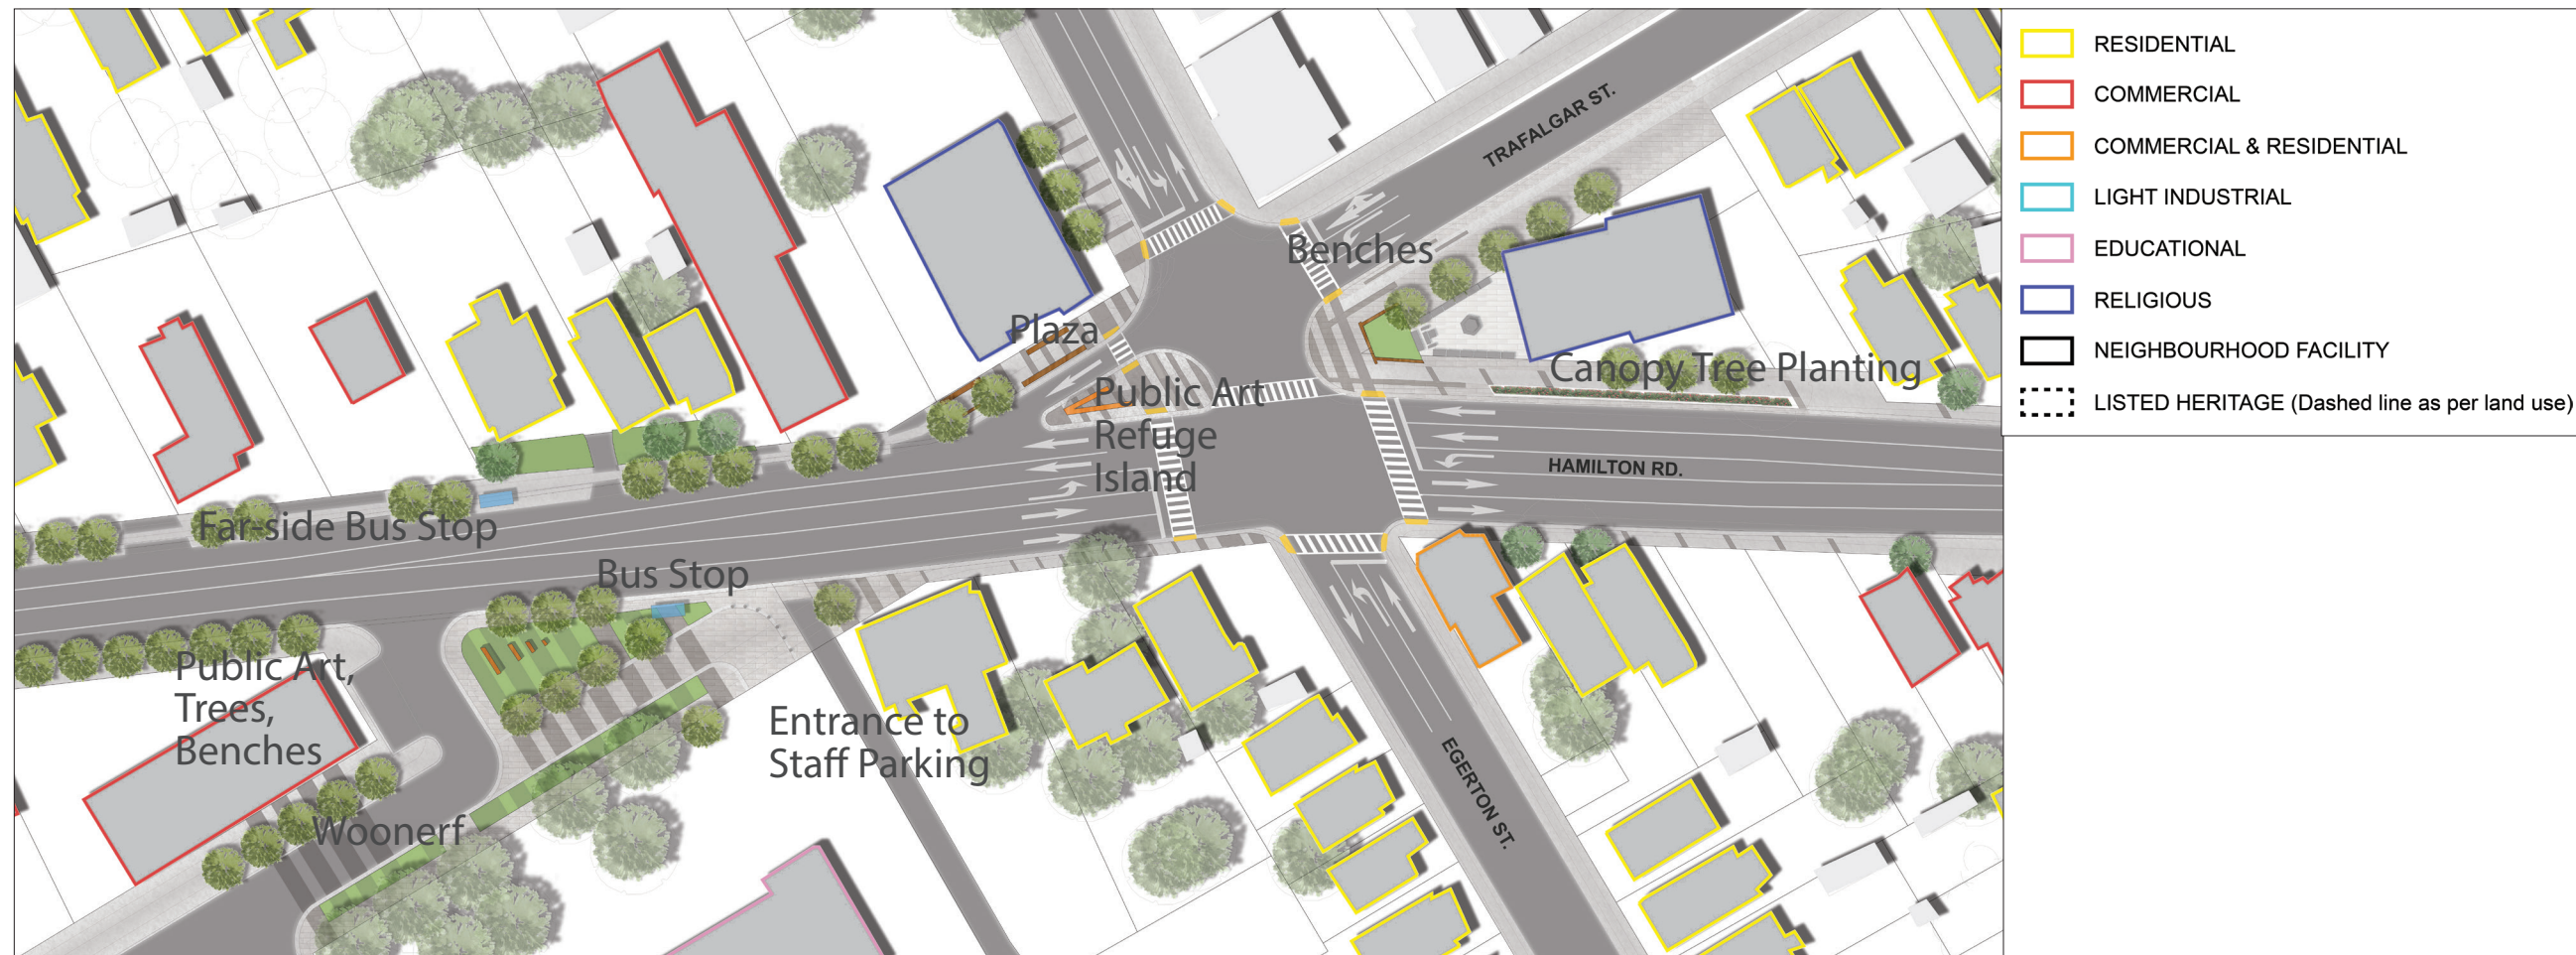 RESIDENTIAL
COMMERCIAL
COMMERCIAL & RESIDENTIAL
LIGHT INDUSTRIAL
EDUCATIONAL
RELIGIOUS
NEIGHBOURHOOD FACILITY
LISTED HERITAGE (Dashed line as per land use)
TRAFALGAR ST.
Benches
Plaza
Canopy Tree Planting
Public Art
Refuge
Island
HAMILTON RD.
Far-side Bus Stop
Bus Stop
Public Art,
Trees,
Benches
Entrance to
Staff Parking
EGERTON ST.
Woonerf